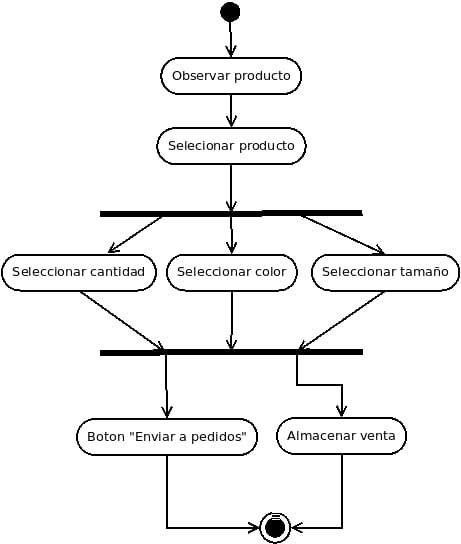 Observar producto
Selecionar producto
Seleccionar cantidad
Seleccionar color
Seleccionar tamaño
Boton "Enviar a pedidos"
Almacenar venta